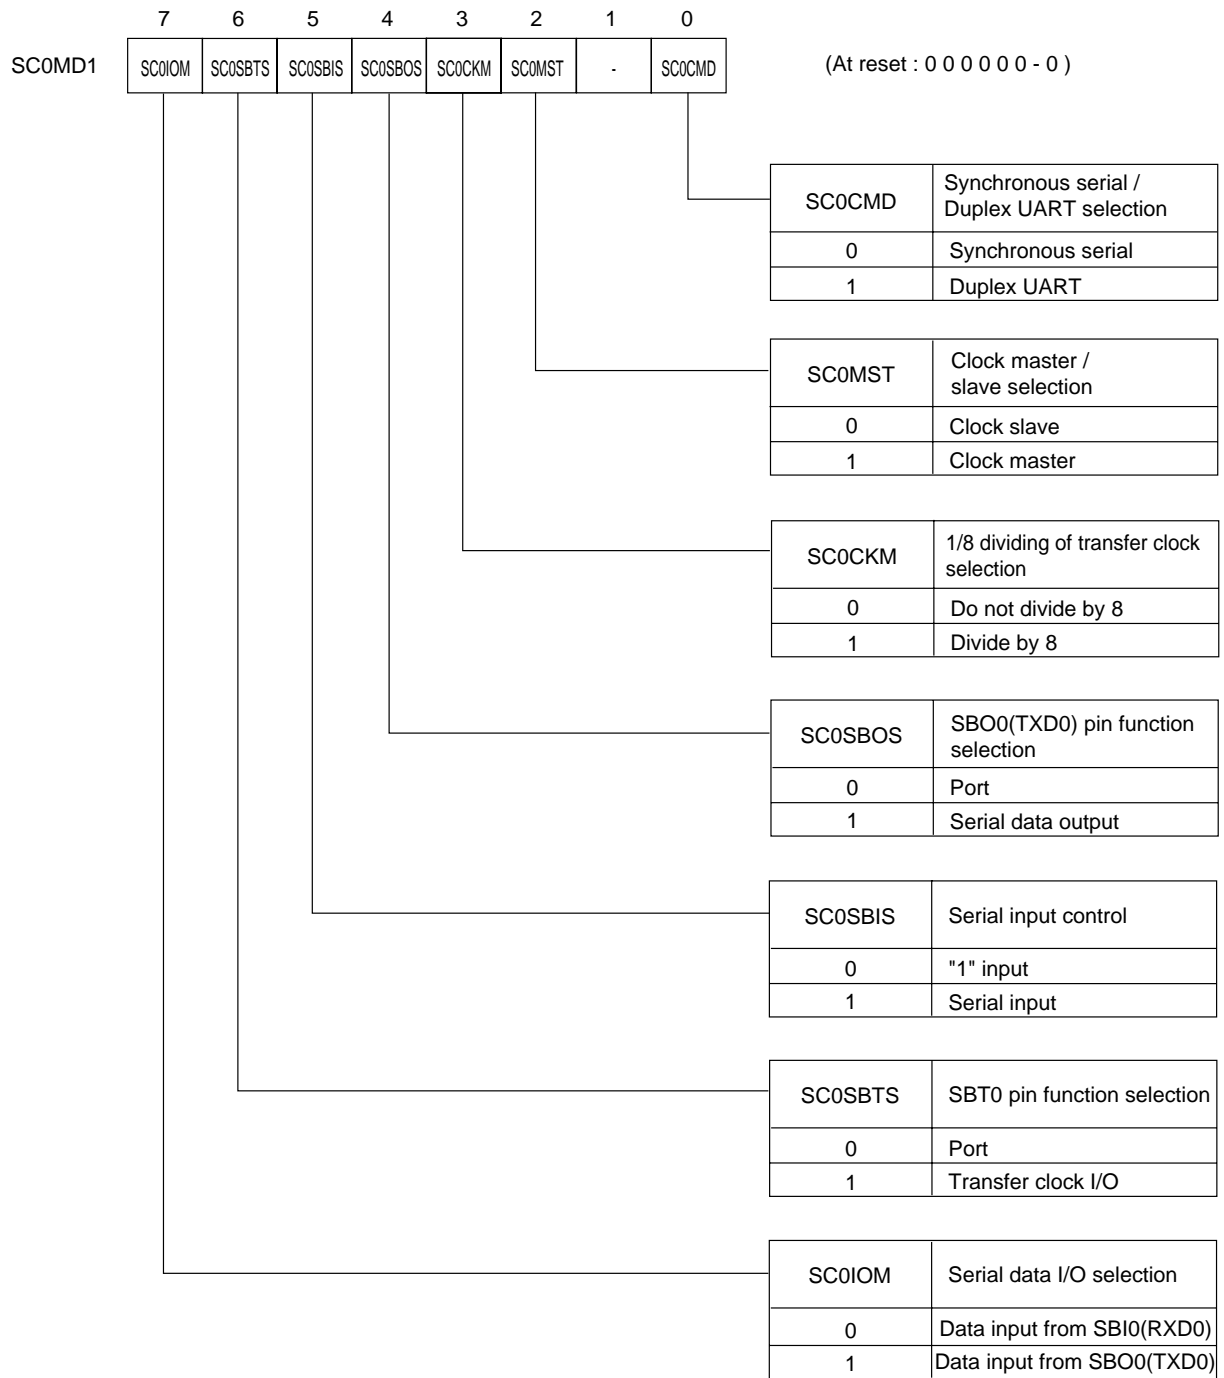 7 6 5 4 3 2 1 0
SC0MD1 SC0IOM SC0SBTS SC0SBIS SC0SBOS SC0CKM SC0MST - SC0CMD (At reset : 0 0 0 0 0 0 - 0 )
SC0CMD Synchronous serial /
Duplex UART selection
0 Synchronous serial
1 Duplex UART
SC0MST Clock master /
slave selection
0 Clock slave
1 Clock master
SC0CKM 1/8 dividing of transfer clock
selection
0 Do not divide by 8
1 Divide by 8
SC0SBOS SBO0(TXD0) pin function
selection
0 Port
1 Serial data output
SC0SBIS Serial input control
0 "1" input
1 Serial input
SC0SBTS SBT0 pin function selection
0 Port
1 Transfer clock I/O
SC0IOM Serial data I/O selection
0 Data input from SBI0(RXD0)
1 Data input from SBO0(TXD0)